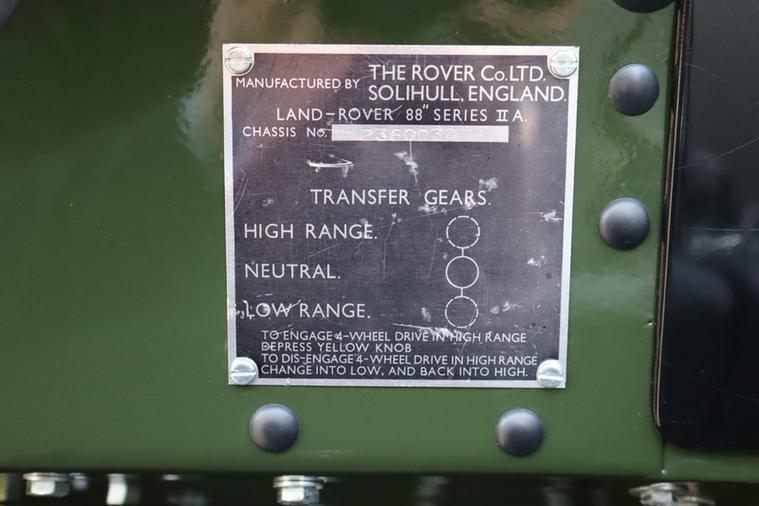 MANUFACTURED BY THE ROVER Co. LTD.
SOLIHULL, ENGLAND.
LAND-ROVER 88" SERIES II A.
CHASSIS No.
TRANSFER GEARS.
HIGH RANGE.
NEUTRAL.
LOW RANGE.
TO ENGAGE 4-WHEEL DRIVE IN HIGH RANGE
DEPRESS YELLOW KNOB
TO DIS-ENGAGE 4-WHEEL DRIVE IN HIGH RANGE
CHANGE INTO LOW, AND BACK INTO HIGH.